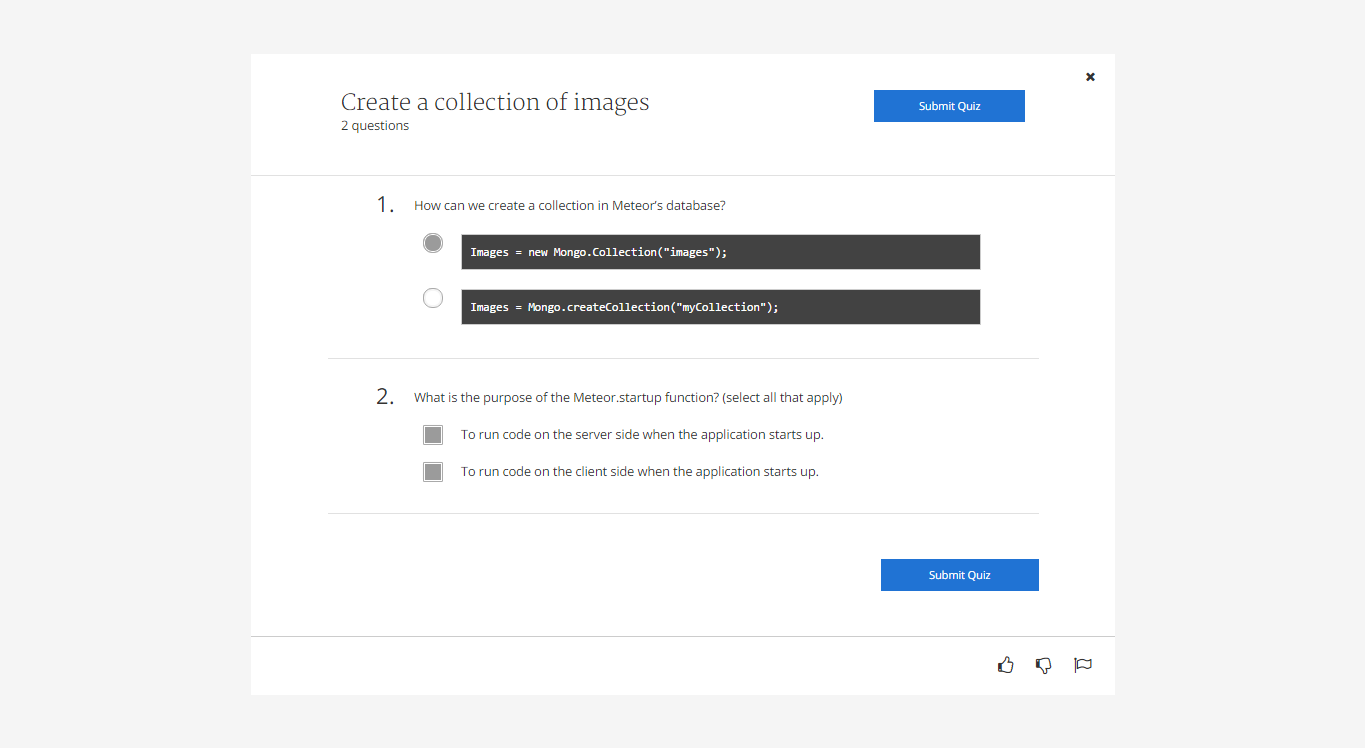 Create a collection of images
Submit Quiz
2 questions
1. How can we create a collection in Meteor's database?
Images = new Mongo.Collection("images");
Images = Mongo.createCollection("myCollection");
2. What is the purpose of the Meteor.startup function? (select all that apply)
To run code on the server side when the application starts up.
To run code on the client side when the application starts up.
Submit Quiz